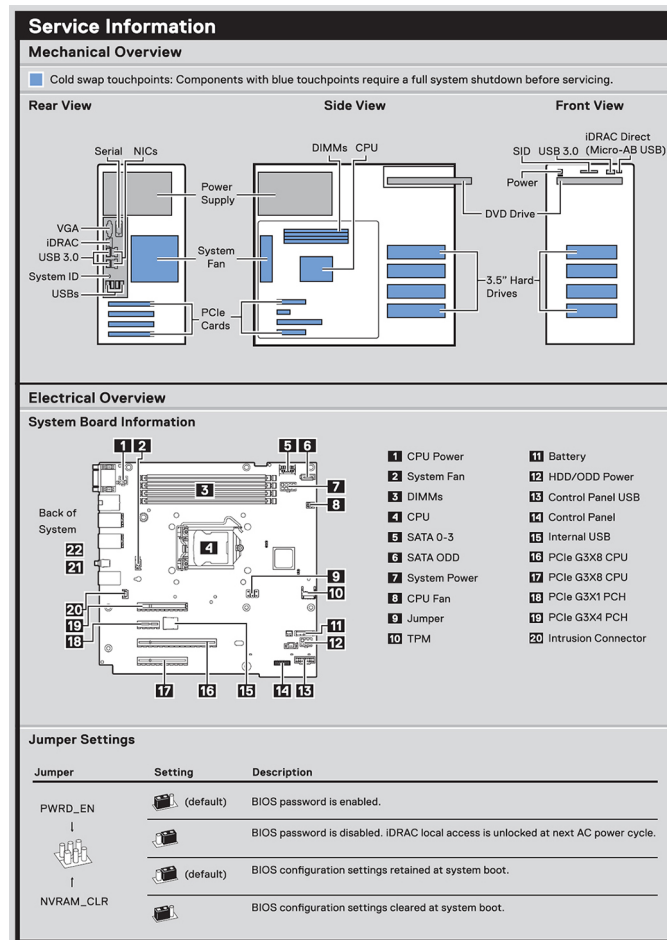 Service Information
Mechanical Overview
Cold swap touchpoints: Components with blue touchpoints require a full system shutdown before servicing.
Rear View
Side View
Front View
Serial NICs
VGA
iDRAC
USB 3.0
System ID
USBs
Power
Supply
System
Fan
PCIe
Cards
DIMMs CPU
DVD Drive
3.5" Hard
Drives
iDRAC Direct
SID USB 3.0 (Micro-AB USB)
Power
Electrical Overview
System Board Information
Back of
System
1
2
3
4
5
6
7
8
9
10
11
12
13
14
15
16
17
18
19
20
21
22
1 CPU Power
2 System Fan
3 DIMMs
4 CPU
5 SATA 0-3
6 SATA ODD
7 System Power
8 CPU Fan
9 Jumper
10 TPM
11 Battery
12 HDD/ODD Power
13 Control Panel USB
14 Control Panel
15 Internal USB
16 PCIe G3X8 CPU
17 PCIe G3X8 CPU
18 PCIe G3X1 PCH
19 PCIe G3X4 PCH
20 Intrusion Connector
Jumper Settings
Jumper Setting Description
PWRD_EN
NVRAM_CLR
(default) BIOS password is enabled.
BIOS password is disabled. iDRAC local access is unlocked at next AC power cycle.
(default) BIOS configuration settings retained at system boot.
BIOS configuration settings cleared at system boot.